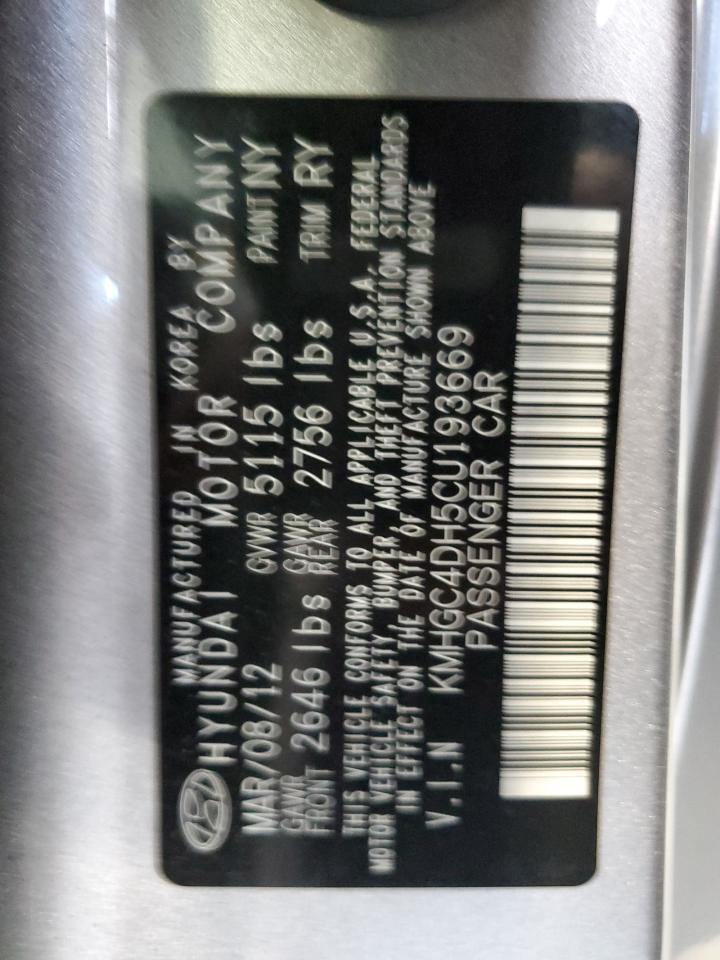 MANUFACTURED IN KOREA BY
HYUNDAI MOTOR COMPANY
MAR/08/12 GVWR 5115 lbs PAINT NY
GAWR FRONT 2646 lbs GAWR REAR 2756 lbs TRIM RY
THIS VEHICLE CONFORMS TO ALL APPLICABLE U.S.A. FEDERAL
MOTOR VEHICLE SAFETY, BUMPER, AND THEFT PREVENTION STANDARDS
IN EFFECT ON THE DATE OF MANUFACTURE SHOWN ABOVE
V.I.N KMHGC4DH5CU193669
PASSENGER CAR